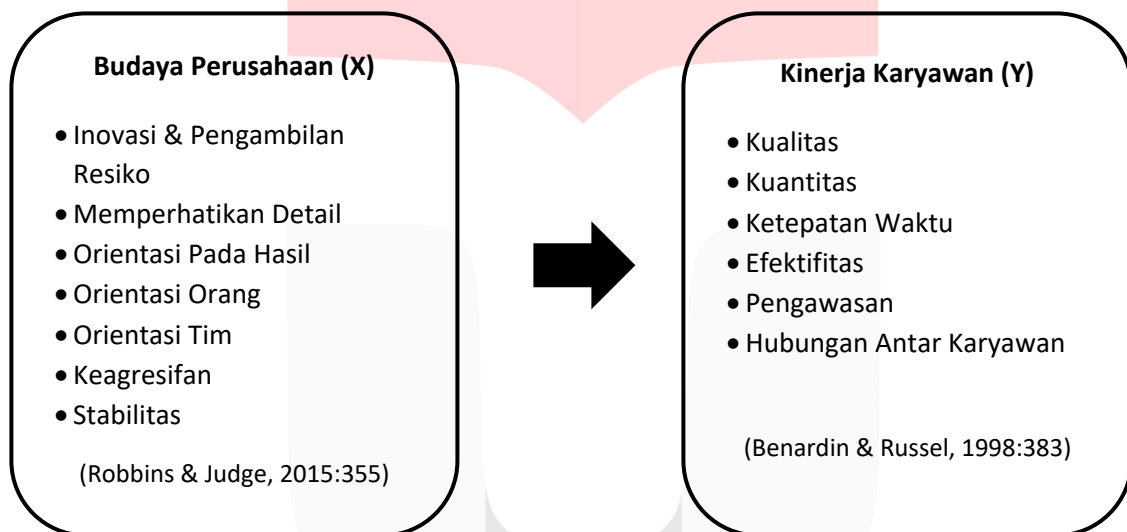 Budaya Perusahaan (X)
• Inovasi & Pengambilan
Resiko
• Memperhatikan Detail
• Orientasi Pada Hasil
• Orientasi Orang
• Orientasi Tim
• Keagresifan
• Stabilitas
(Robbins & Judge, 2015:355)
Kinerja Karyawan (Y)
• Kualitas
• Kuantitas
• Ketepatan Waktu
• Efektifitas
• Pengawasan
• Hubungan Antar Karyawan
(Benardin & Russel, 1998:383)